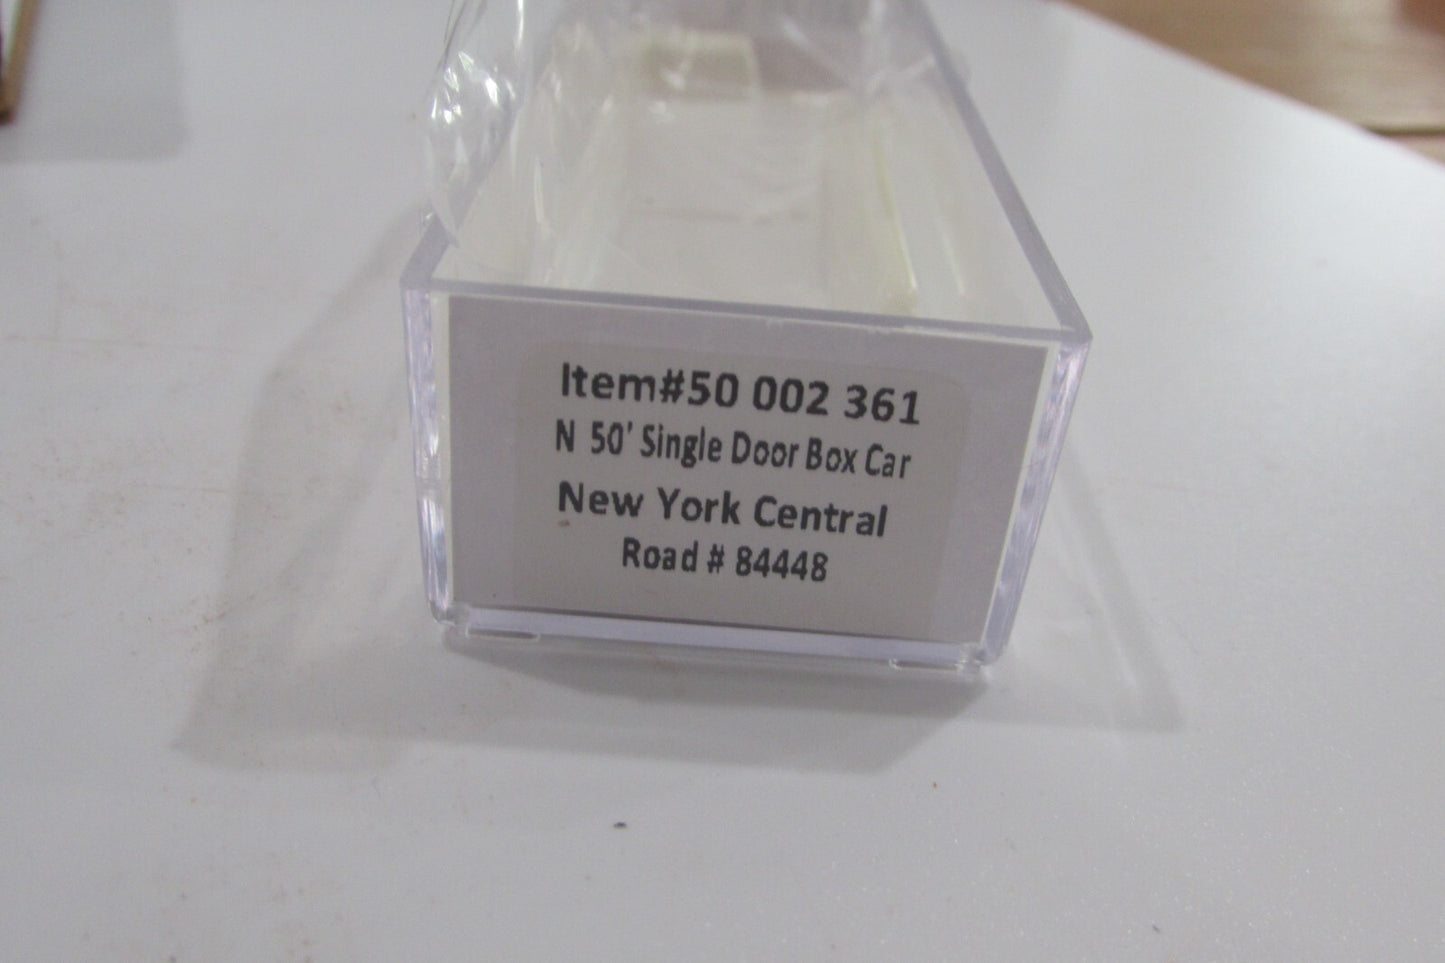 Item#50 002 361
N 50' Single Door Box Car
New York Central
Road # 84448